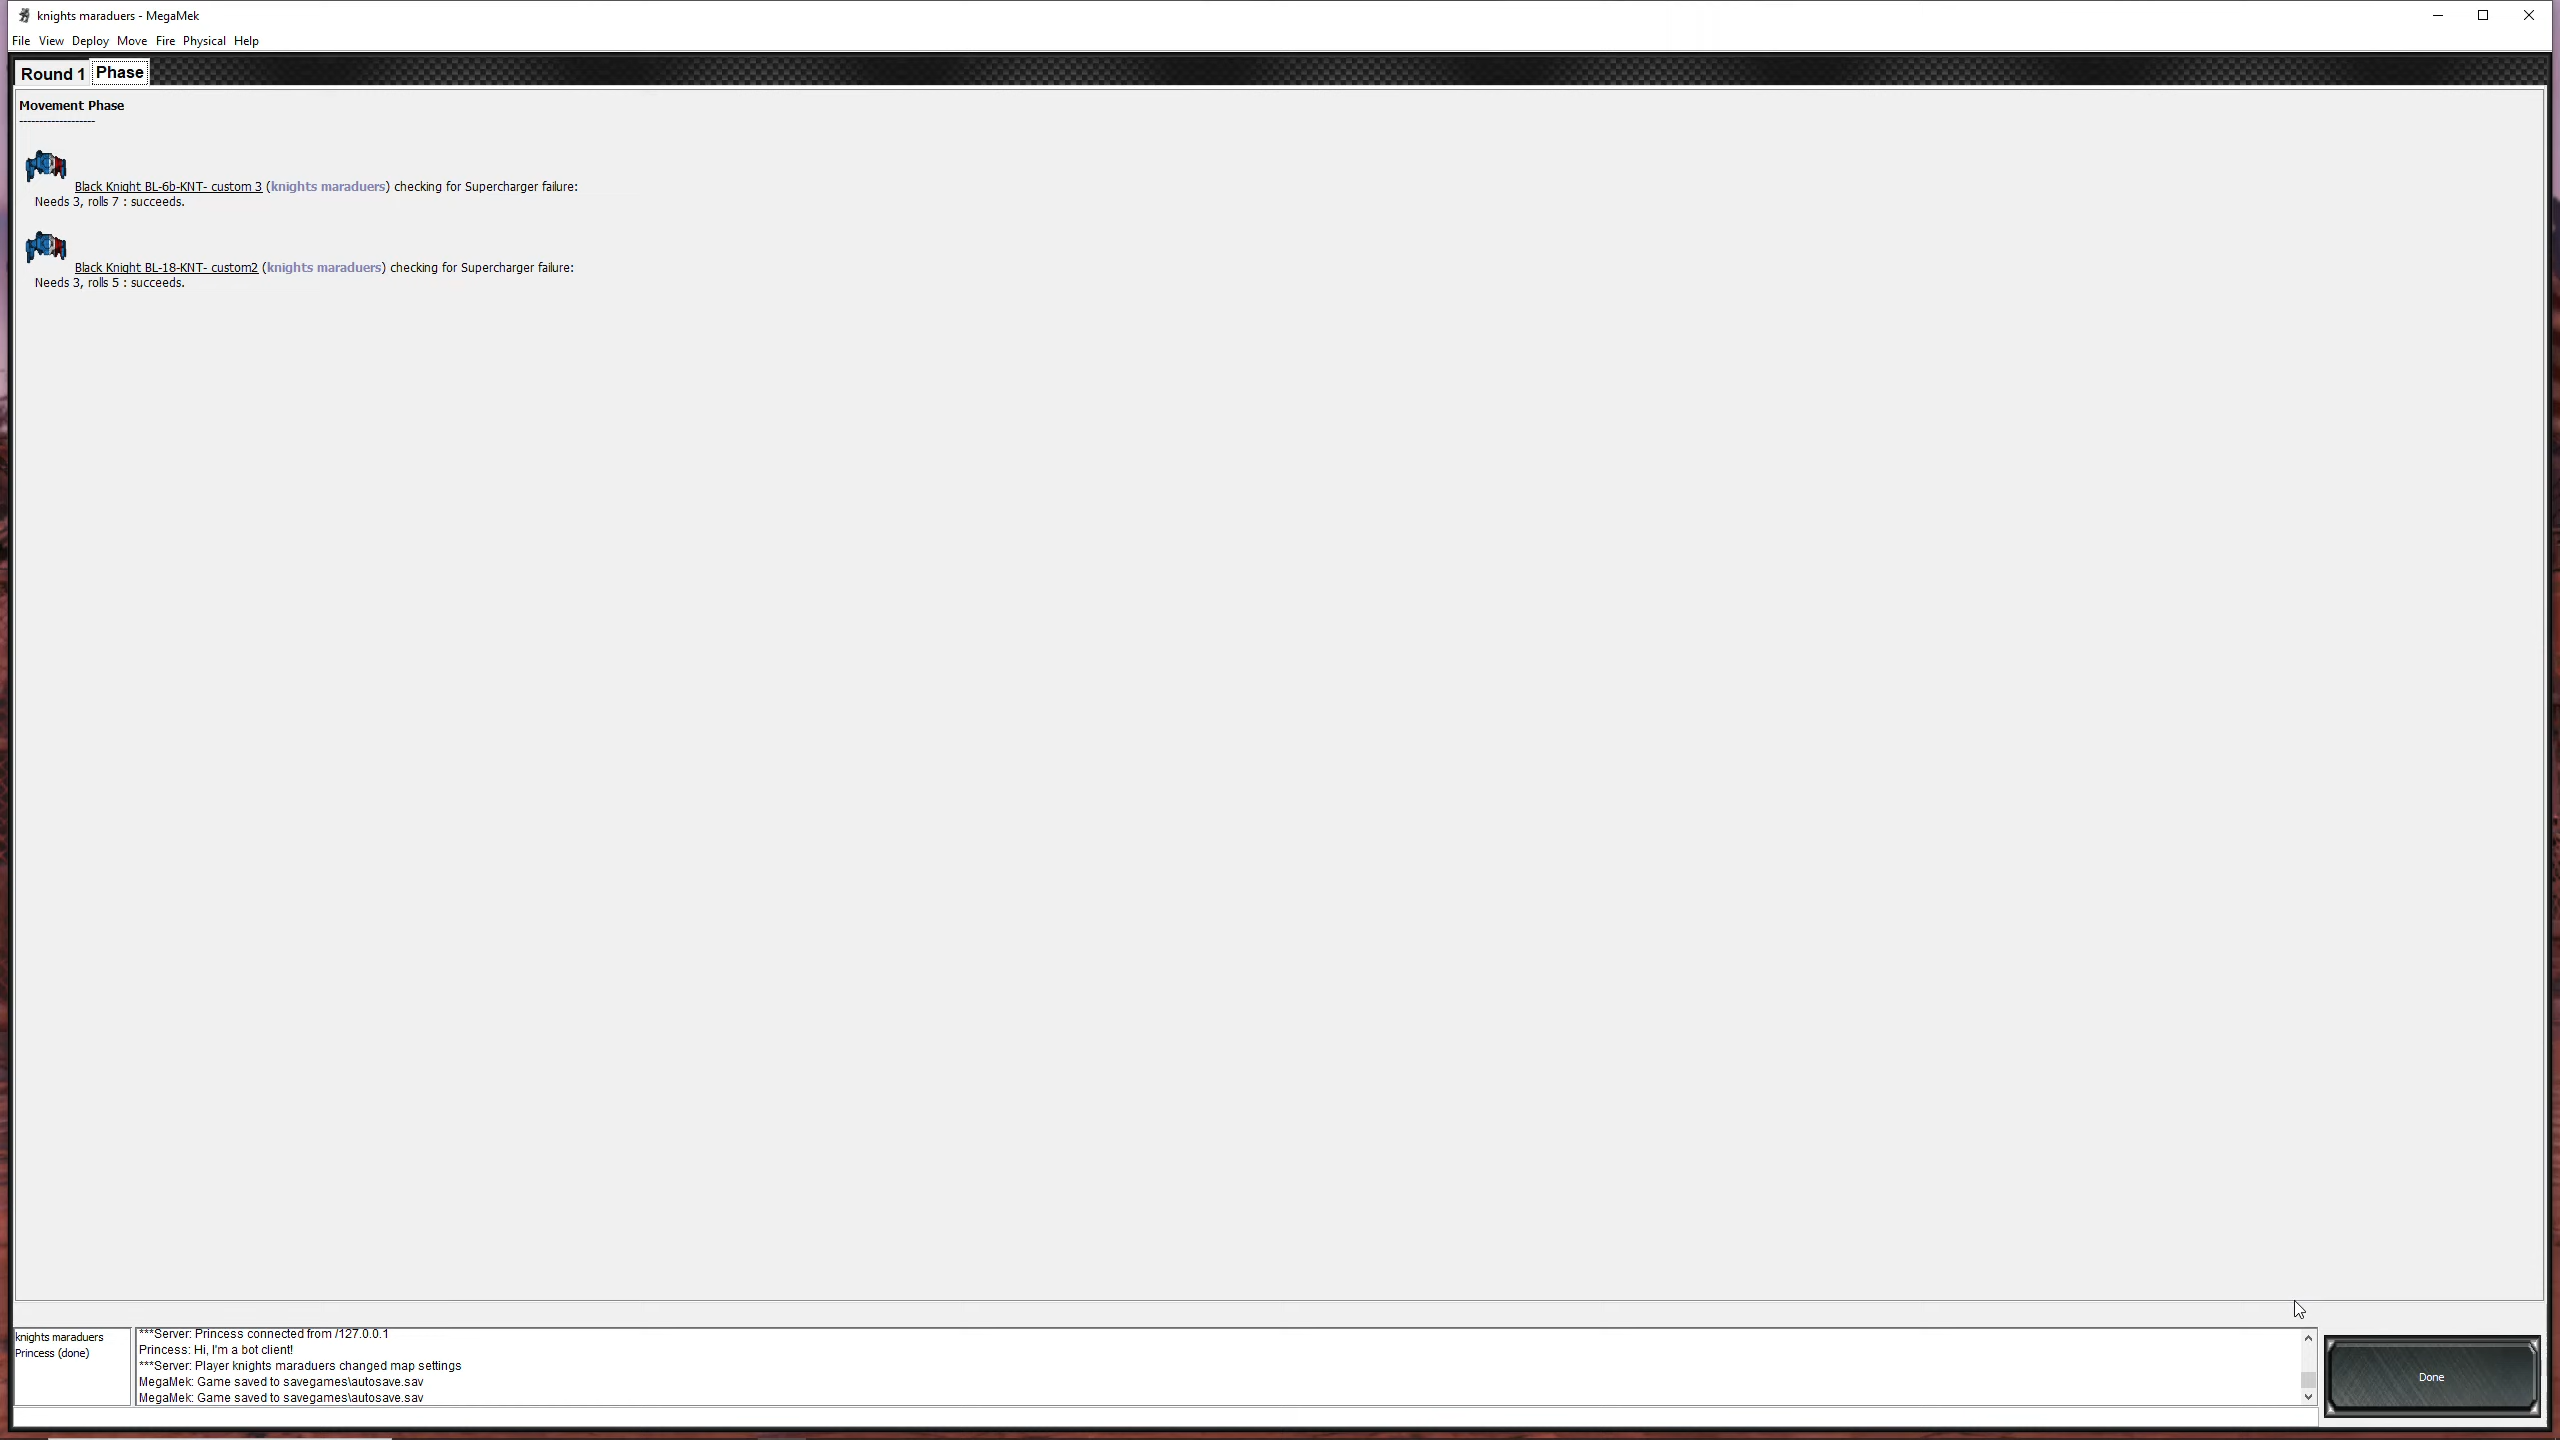 knights maraduers - MegaMek
File View Deploy Move Fire Physical Help
Round 1 Phase
Movement Phase
-------------------
Black Knight BL-6b-KNT- custom 3 (knights maraduers) checking for Supercharger failure:
Needs 3, rolls 7 : succeeds.
Black Knight BL-18-KNT- custom2 (knights maraduers) checking for Supercharger failure:
Needs 3, rolls 5 : succeeds.
knights maraduers
Princess (done)
***Server: Princess connected from /127.0.0.1
Princess: Hi, I'm a bot client!
***Server: Player knights maraduers changed map settings
MegaMek: Game saved to savegames\autosave.sav
MegaMek: Game saved to savegames\autosave.sav
Done